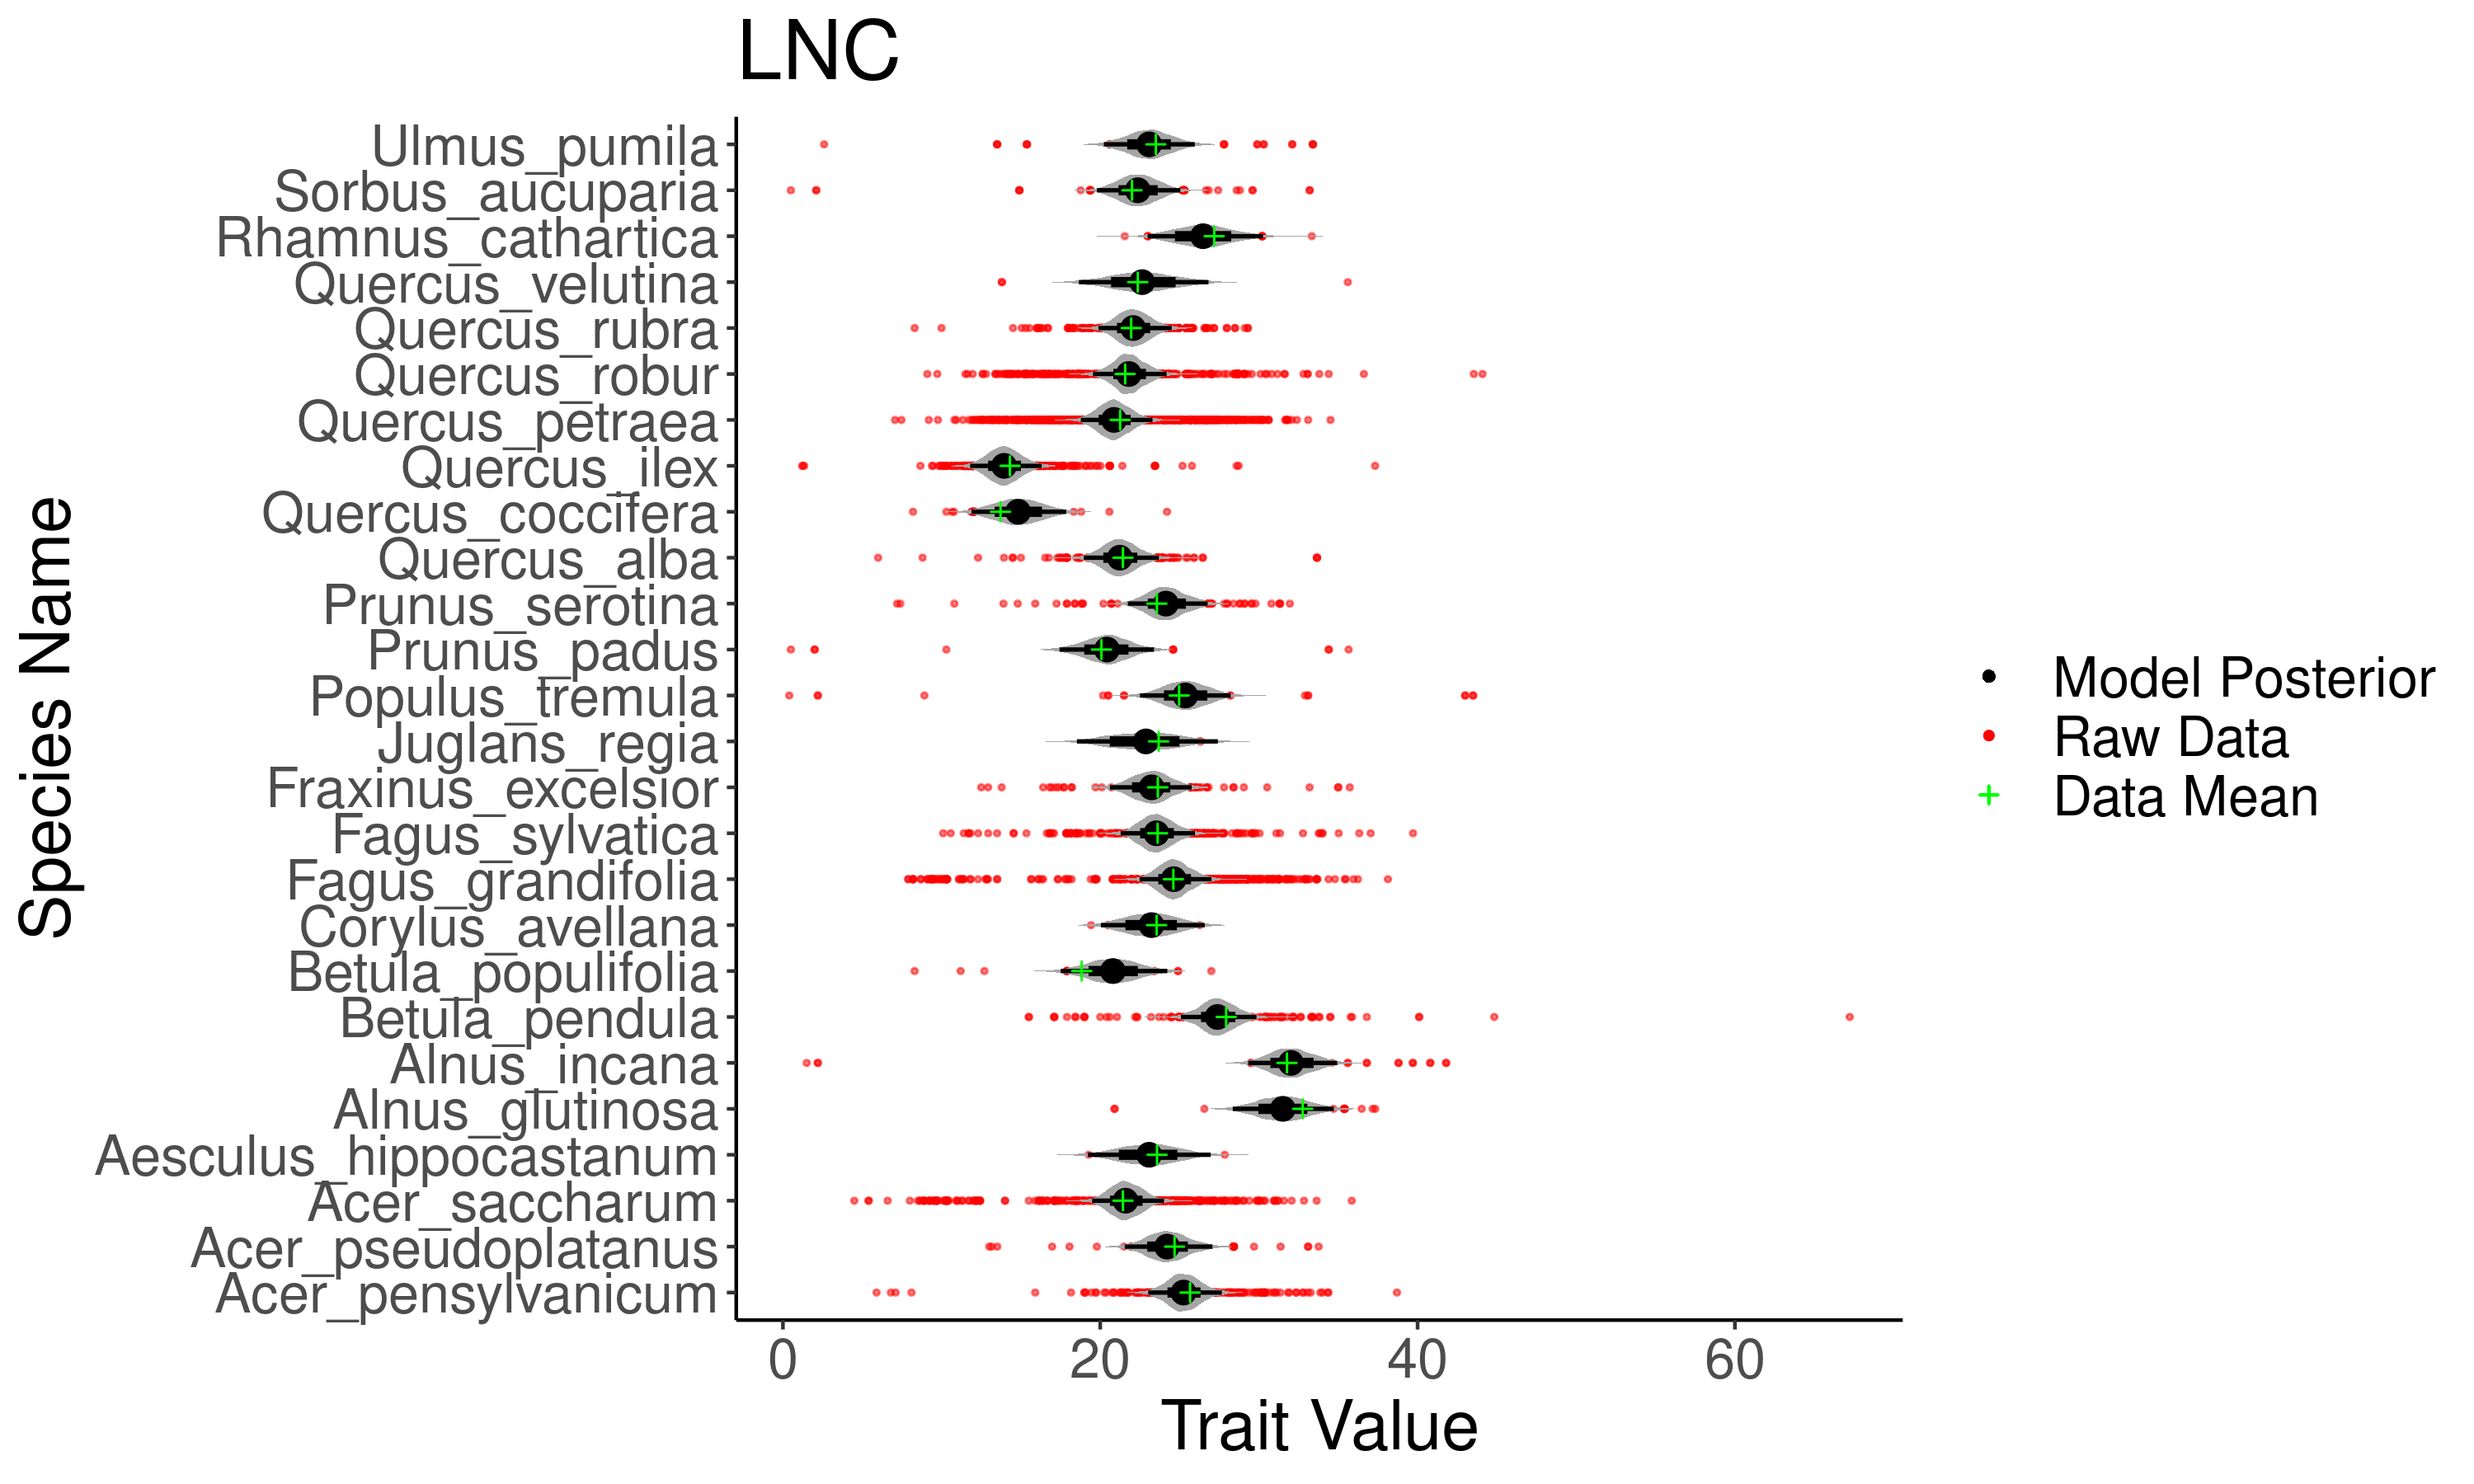 LNC
Species Name
Ulmus_pumila
Sorbus_aucuparia
Rhamnus_cathartica
Quercus_velutina
Quercus_rubra
Quercus_robur
Quercus_petraea
Quercus_ilex
Quercus_coccifera
Quercus_alba
Prunus_serotina
Prunus_padus
Populus_tremula
Juglans_regia
Fraxinus_excelsior
Fagus_sylvatica
Fagus_grandifolia
Corylus_avellana
Betula_populifolia
Betula_pendula
Alnus_incana
Alnus_glutinosa
Aesculus_hippocastanum
Acer_saccharum
Acer_pseudoplatanus
Acer_pensylvanicum
0 20 40 60
Trait Value
Model Posterior
Raw Data
Data Mean